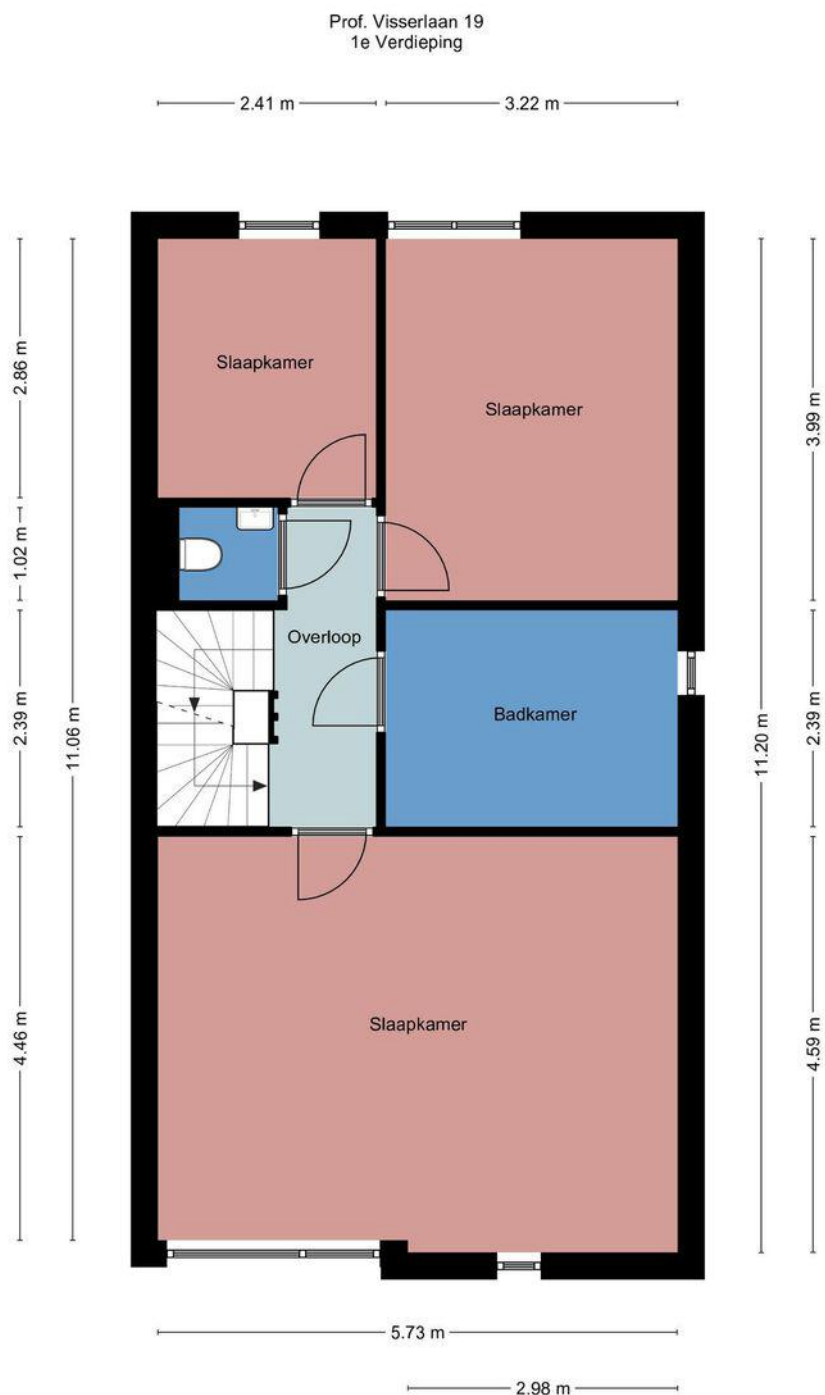 Prof. Visserlaan 19
1e Verdieping
2.41 m
3.22 m
2.86 m
1.02 m
2.39 m
4.46 m
11.06 m
Slaapkamer
Slaapkamer
Overloop
Badkamer
Slaapkamer
11.20 m
3.99 m
2.39 m
4.59 m
5.73 m
2.98 m